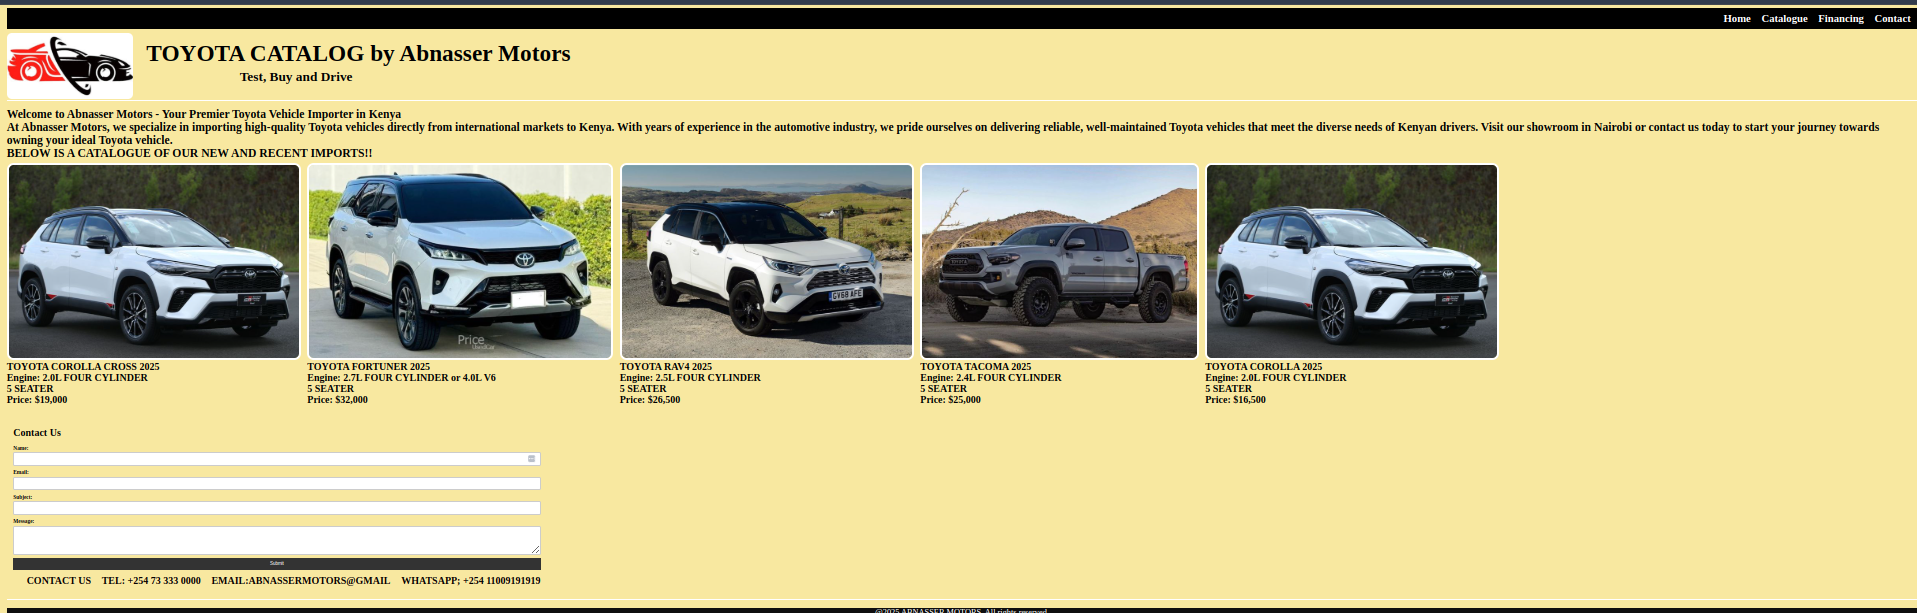 Home Catalogue Financing Contact
TOYOTA CATALOG by Abnasser Motors
Test, Buy and Drive
Welcome to Abnasser Motors - Your Premier Toyota Vehicle Importer in Kenya
At Abnasser Motors, we specialize in importing high-quality Toyota vehicles directly from international markets to Kenya. With years of experience in the automotive industry, we pride ourselves on delivering reliable, well-maintained Toyota vehicles that meet the diverse needs of Kenyan drivers. Visit our showroom in Nairobi or contact us today to start your journey towards
owning your ideal Toyota vehicle.
BELOW IS A CATALOGUE OF OUR NEW AND RECENT IMPORTS!!
Price
GV68 AFE
TOYOTA COROLLA CROSS 2025
Engine: 2.0L FOUR CYLINDER
5 SEATER
Price: $19,000
TOYOTA FORTUNER 2025
Engine: 2.7L FOUR CYLINDER or 4.0L V6
5 SEATER
Price: $32,000
TOYOTA RAV4 2025
Engine: 2.5L FOUR CYLINDER
5 SEATER
Price: $26,500
TOYOTA TACOMA 2025
Engine: 2.4L FOUR CYLINDER
5 SEATER
Price: $25,000
TOYOTA COROLLA 2025
Engine: 2.0L FOUR CYLINDER
5 SEATER
Price: $16,500
Contact Us
Name:
Email:
Subject:
Message:
Submit
CONTACT US TEL: +254 73 333 0000 EMAIL:ABNASSERMOTORS@GMAIL WHATSAPP; +254 11009191919
©2025 ABNASSER MOTORS. All rights reserved